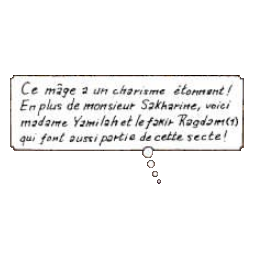 Ce mâge a un charisme étonnant!
En plus de monsieur Sakharine, voici
madame Yamilah et le fakir Ragdam(1)
qui font aussi partie de cette secte!